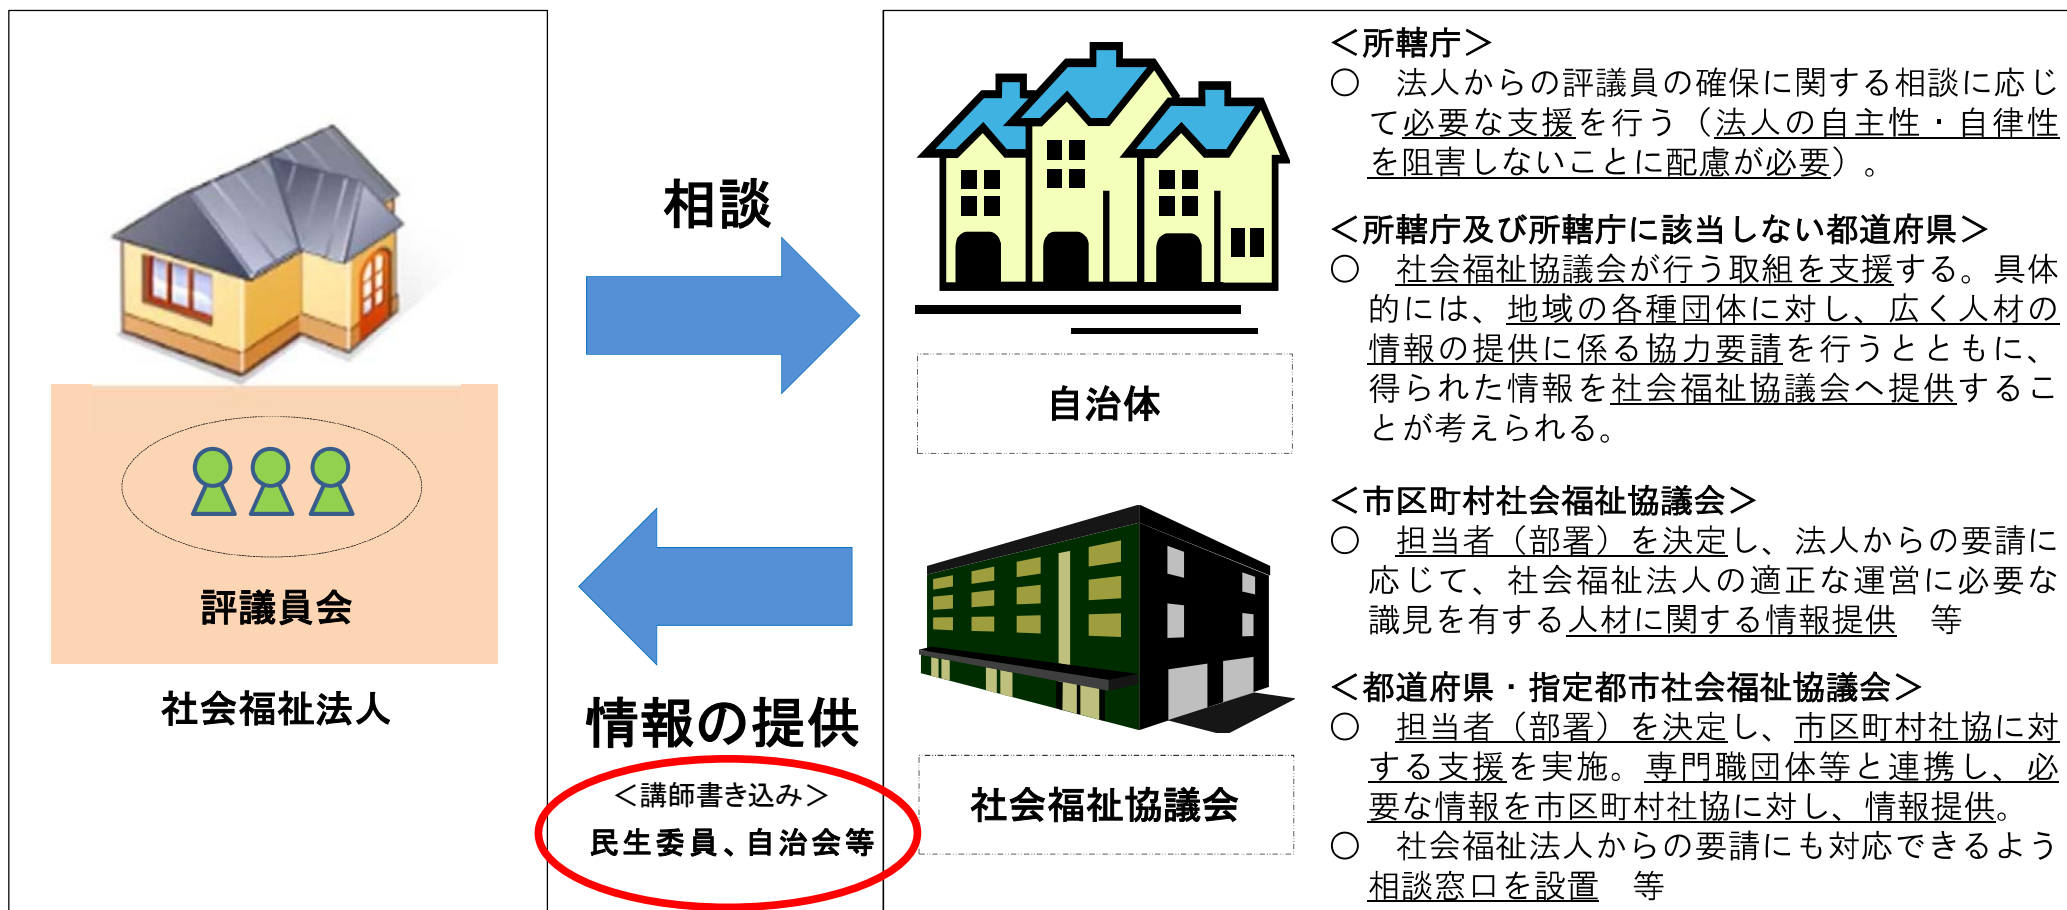 評議員会
社会福祉法人
相談
情報の提供
＜講師書き込み＞
民生委員、自治会等
自治体
社会福祉協議会
＜所轄庁＞
○　法人からの評議員の確保に関する相談に応じ
て必要な支援を行う（法人の自主性・自律性
を阻害しないことに配慮が必要）。
＜所轄庁及び所轄庁に該当しない都道府県＞
○　社会福祉協議会が行う取組を支援する。具体
的には、地域の各種団体に対し、広く人材の
情報の提供に係る協力要請を行うとともに、
得られた情報を社会福祉協議会へ提供するこ
とが考えられる。
＜市区町村社会福祉協議会＞
○　担当者（部署）を決定し、法人からの要請に
応じて、社会福祉法人の適正な運営に必要な
識見を有する人材に関する情報提供　等
＜都道府県・指定都市社会福祉協議会＞
○　担当者（部署）を決定し、市区町村社協に対
する支援を実施。専門職団体等と連携し、必
要な情報を市区町村社協に対し、情報提供。
○　社会福祉法人からの要請にも対応できるよう
相談窓口を設置　等